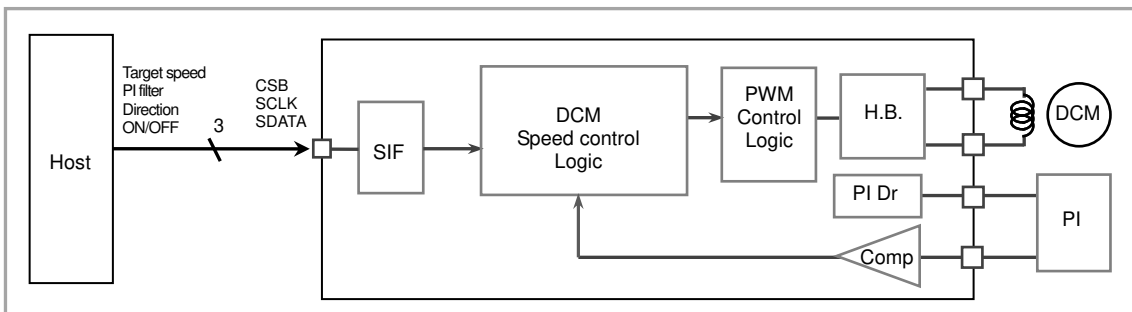 Host
Target speed
PI filter
Direction
ON/OFF
3
CSB
SCLK
SDATA
SIF
DCM
Speed control
Logic
PWM
Control
Logic
H.B.
DCM
PI Dr
PI
Comp